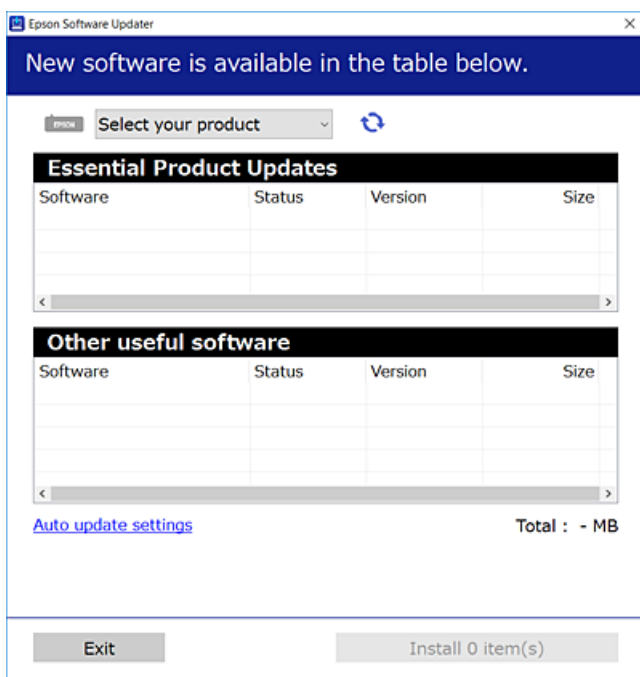 Epson Software Updater
New software is available in the table below.
EPSON Select your product
Essential Product Updates
Software Status Version Size
Other useful software
Software Status Version Size
Auto update settings Total : - MB
Exit Install 0 item(s)